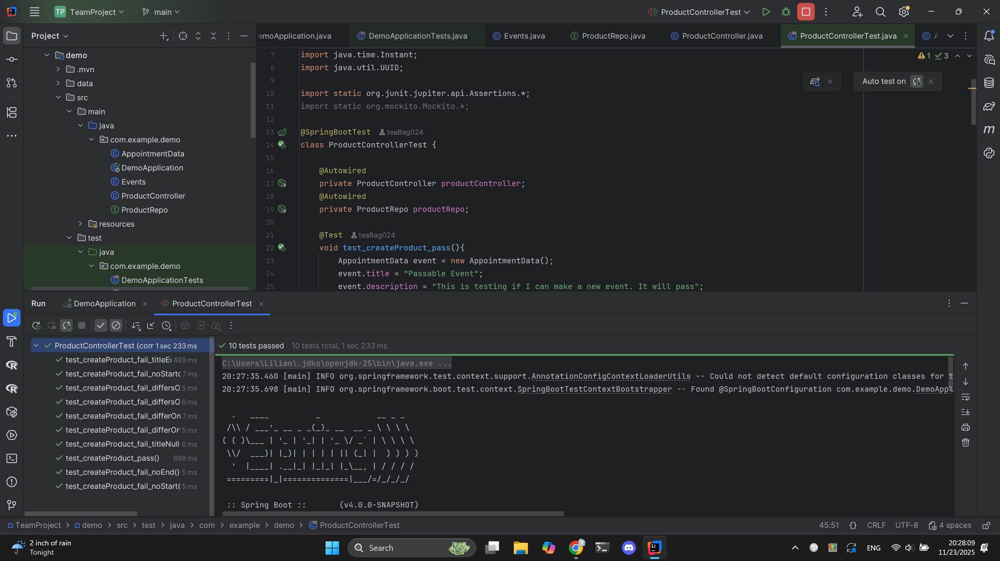 TP TeamProject main ProductControllerTest
Project
emoApplication.java DemoApplicationTests.java Events.java ProductRepo.java ProductController.java ProductControllerTest.java A
demo
.mvn
data
src
main
java
com.example.demo
AppointmentData
DemoApplication
Events
ProductController
ProductRepo
resources
test
java
com.example.demo
DemoApplicationTests
1 3
Auto test on
7 import java.time.Instant;
8 import java.util.UUID;
9
10 import static org.junit.jupiter.api.Assertions.*;
11 import static org.mockito.Mockito.*;
12
13 @SpringBootTest teaBag024
14 class ProductControllerTest {
15
16 @Autowired
17 private ProductController productController;
18 @Autowired
19 private ProductRepo productRepo;
20
21 @Test teaBag024
22 void test_createProduct_pass(){
23 AppointmentData event = new AppointmentData();
24 event.title = "Passable Event";
25 event.description = "This is testing if I can make a new event. It will pass";
Run DemoApplication ProductControllerTest
ProductControllerTest (com 1 sec 233 ms
test_createProduct_fail_titleE 489 ms
test_createProduct_fail_noStart 7 ms
test_createProduct_fail_differsO 5 ms
test_createProduct_fail_differsO 6 ms
test_createProduct_fail_differOn 7 ms
test_createProduct_fail_differOn 5 ms
test_createProduct_fail_titleNull 6 ms
test_createProduct_pass() 698 ms
test_createProduct_fail_noEnd() 5 ms
test_createProduct_fail_noStart( 5 ms
10 tests passed 10 tests total, 1 sec 233 ms
C:\Users\Lilian\.jdks\openjdk-25\bin\java.exe ...
20:27:35.460 [main] INFO org.springframework.test.context.support.AnnotationConfigContextLoaderUtils -- Could not detect default configuration classes for t
20:27:35.698 [main] INFO org.springframework.boot.test.context.SpringBootTestContextBootstrapper -- Found @SpringBootConfiguration com.example.demo.DemoAppl
  .   ____          _            __ _ _
 /\\ / ___'_ __ _ _(_)_ __  __ _ \ \ \ \
( ( )\___ | '_ | '_| | '_ \/ _` | \ \ \ \
 \\/  ___)| |_)| | | | | || (_| |  ) ) ) )
  '  |____| .__|_| |_|_| |_\__, | / / / /
 =========|_|==============|___/=/_/_/_/
:: Spring Boot :: (v4.0.0-SNAPSHOT)
TeamProject > demo > src > test > java > com > example > demo > ProductControllerTest 45:51 {} CRLF UTF-8 4 spaces
2 inch of rain
Tonight
Search
ENG
20:28:09
11/23/2025